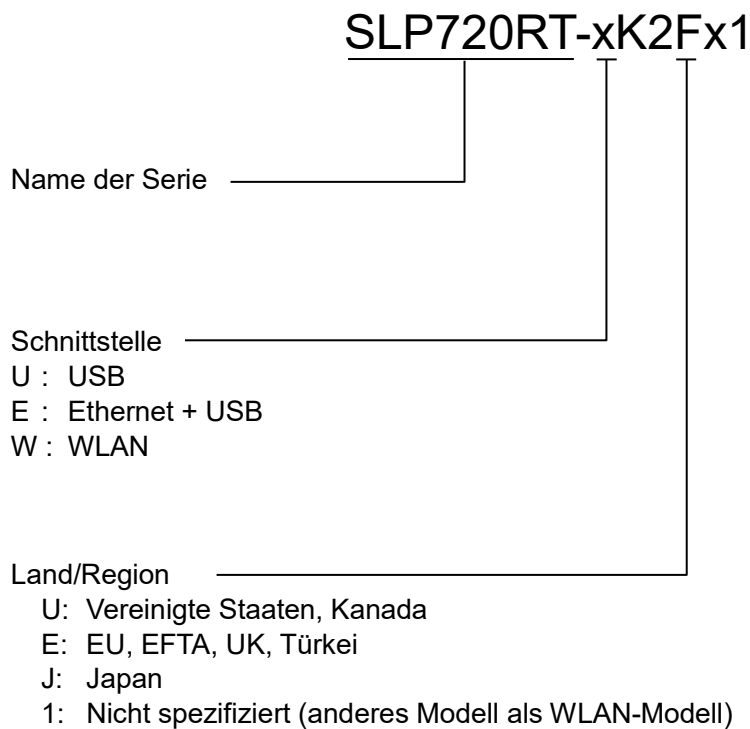 SLP720RT-xK2Fx1
Name der Serie
Schnittstelle
U : USB
E : Ethernet + USB
W : WLAN
Land/Region
U: Vereinigte Staaten, Kanada
E: EU, EFTA, UK, Türkei
J: Japan
1: Nicht spezifiziert (anderes Modell als WLAN-Modell)